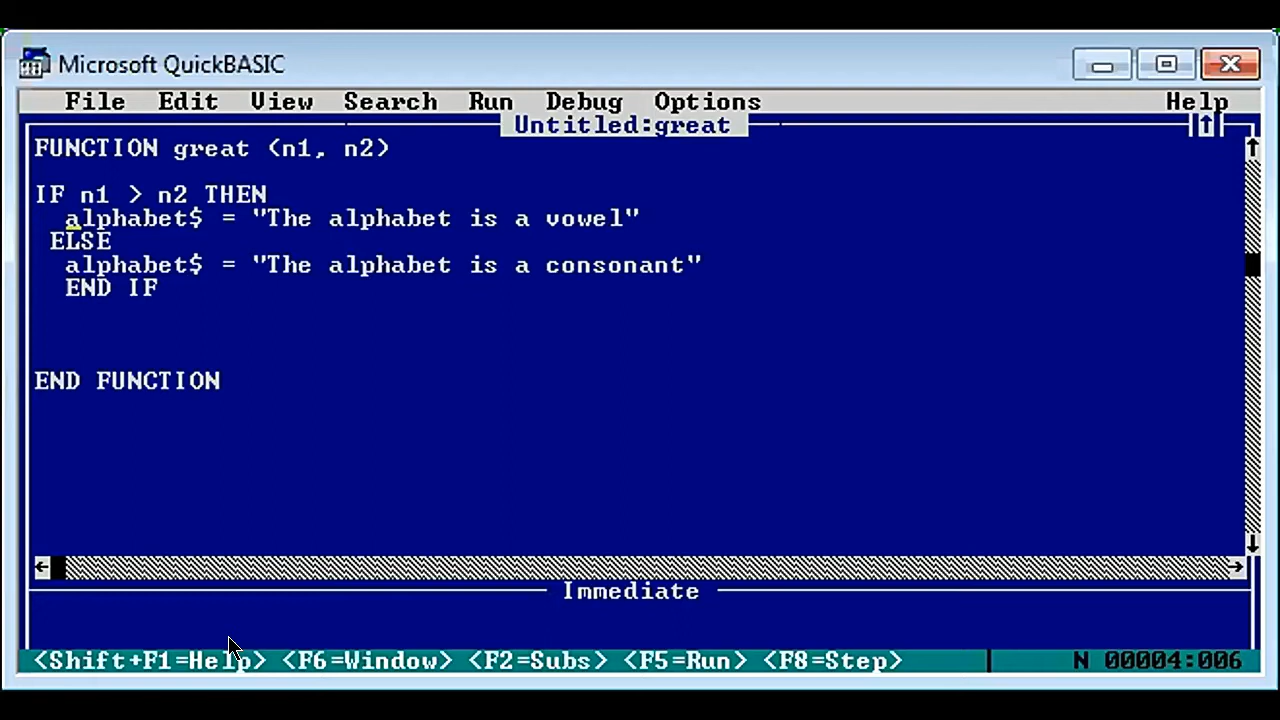 Microsoft QuickBASIC
File Edit View Search Run Debug Options Help
Untitled:great
FUNCTION great (n1, n2)
IF n1 > n2 THEN
alphabet$ = "The alphabet is a vowel"
ELSE
alphabet$ = "The alphabet is a consonant"
END IF
END FUNCTION
Immediate
<Shift+F1=Help> <F6=Window> <F2=Subs> <F5=Run> <F8=Step> N 00004:006